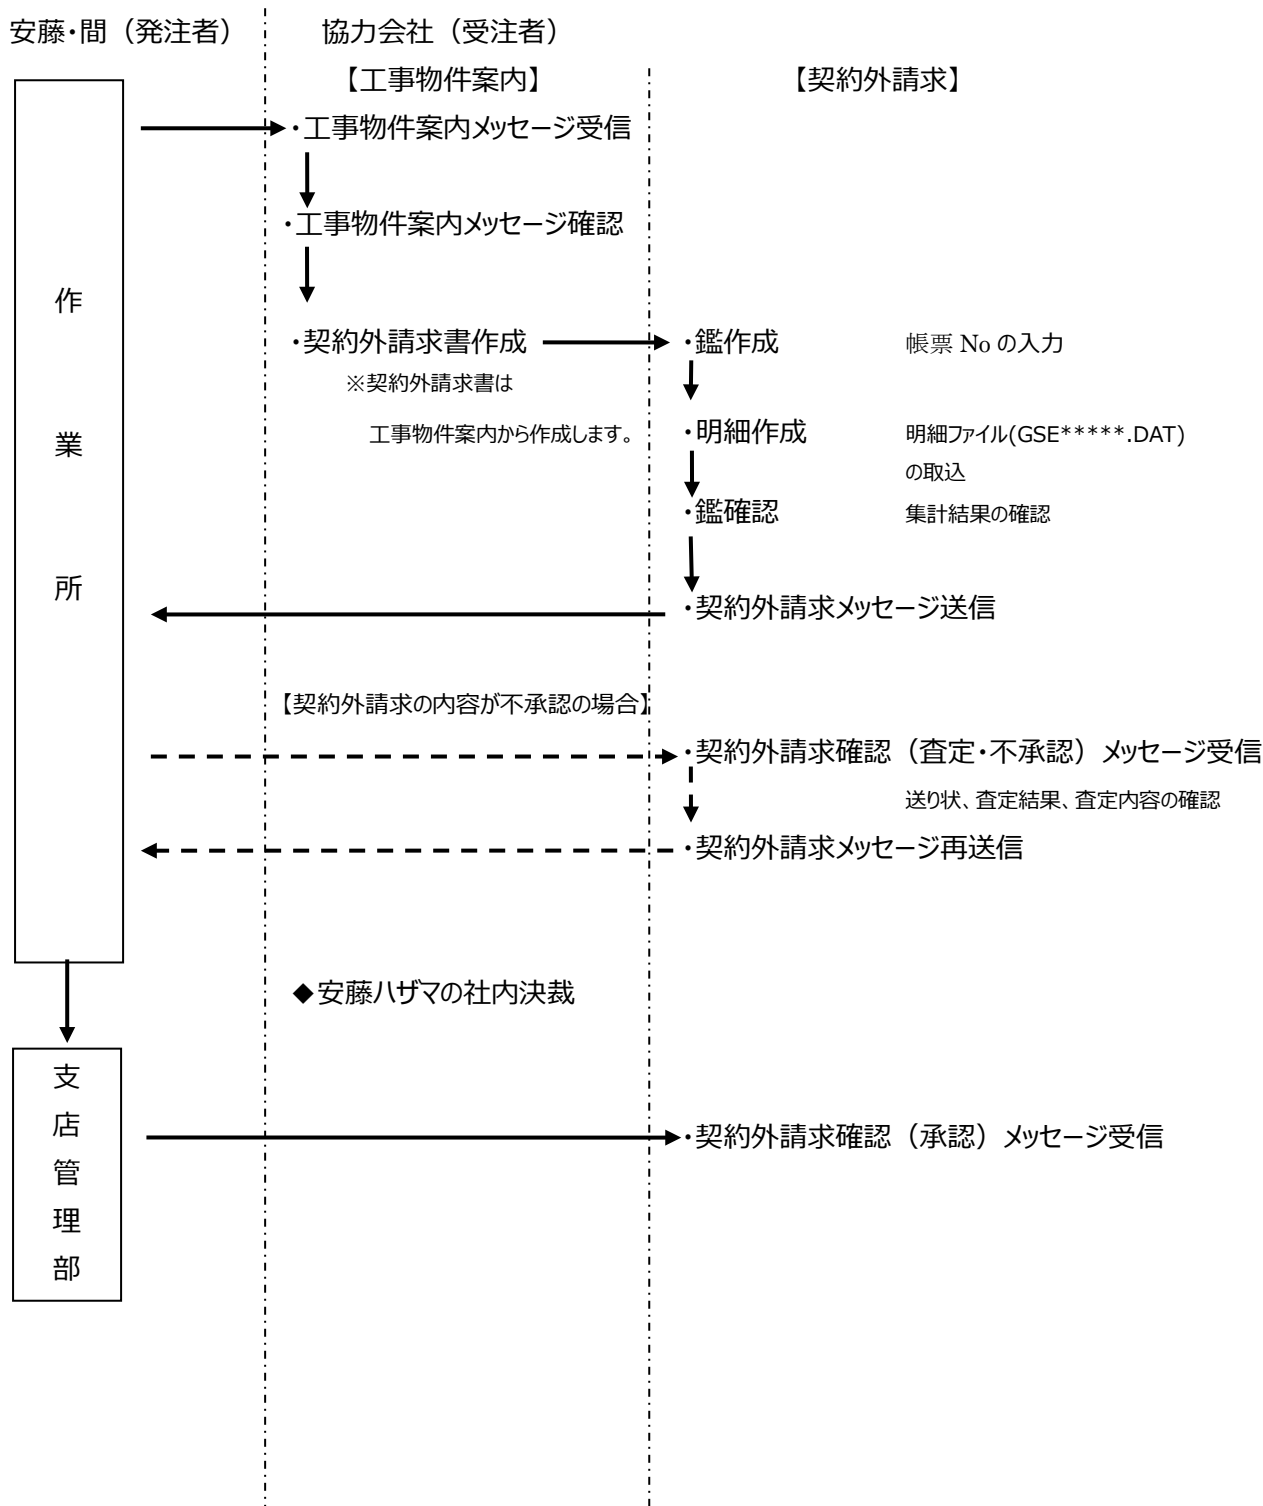 安藤・間（発注者）
協力会社（受注者）
【工事物件案内】
【契約外請求】
・工事物件案内メッセージ受信
・工事物件案内メッセージ確認
・契約外請求書作成
※契約外請求書は
工事物件案内から作成します。
・鑑作成
帳票 No の入力
・明細作成
明細ファイル(GSE*****.DAT)
の取込
・鑑確認
集計結果の確認
・契約外請求メッセージ送信
作
業
所
【契約外請求の内容が不承認の場合】
・契約外請求確認（査定・不承認）メッセージ受信
送り状、査定結果、査定内容の確認
・契約外請求メッセージ再送信
◆安藤ハザマの社内決裁
支
店
管
理
部
・契約外請求確認（承認）メッセージ受信